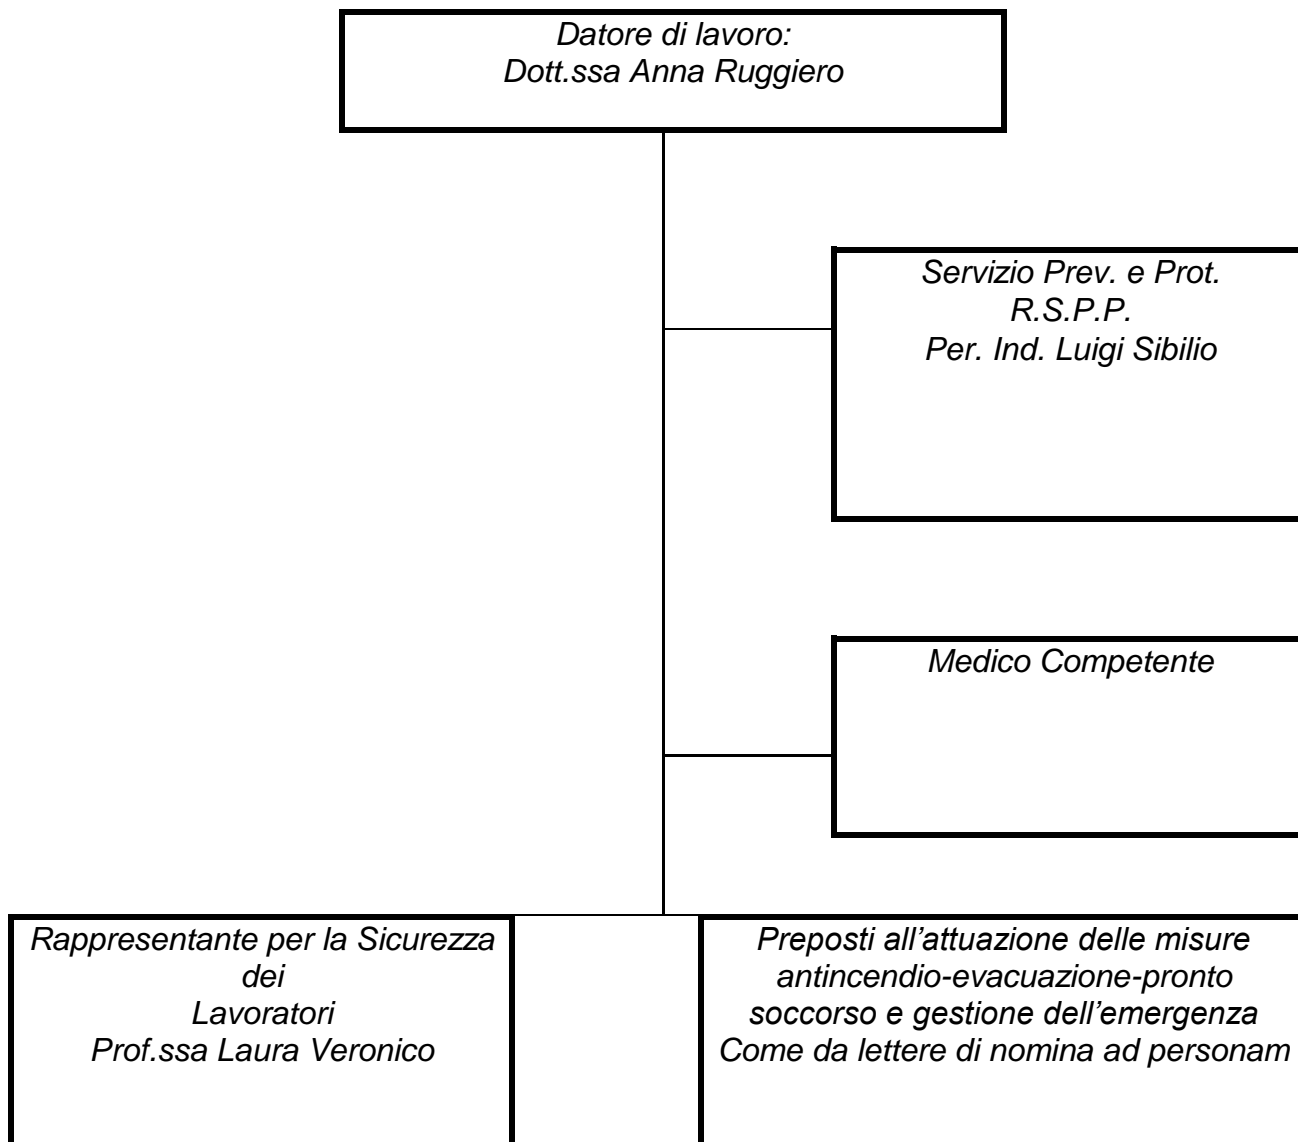 Datore di lavoro:
Dott.ssa Anna Ruggiero
Servizio Prev. e Prot.
R.S.P.P.
Per. Ind. Luigi Sibilio
Medico Competente
Rappresentante per la Sicurezza
dei
Lavoratori
Prof.ssa Laura Veronico
Preposti all’attuazione delle misure
antincendio-evacuazione-pronto
soccorso e gestione dell’emergenza
Come da lettere di nomina ad personam